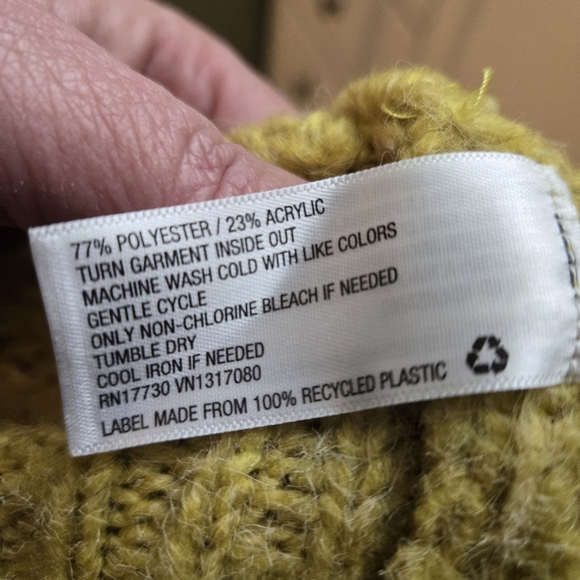 77% POLYESTER / 23% ACRYLIC
TURN GARMENT INSIDE OUT
MACHINE WASH COLD WITH LIKE COLORS
GENTLE CYCLE
ONLY NON-CHLORINE BLEACH IF NEEDED
TUMBLE DRY
COOL IRON IF NEEDED
RN17730 VN1317080
LABEL MADE FROM 100% RECYCLED PLASTIC